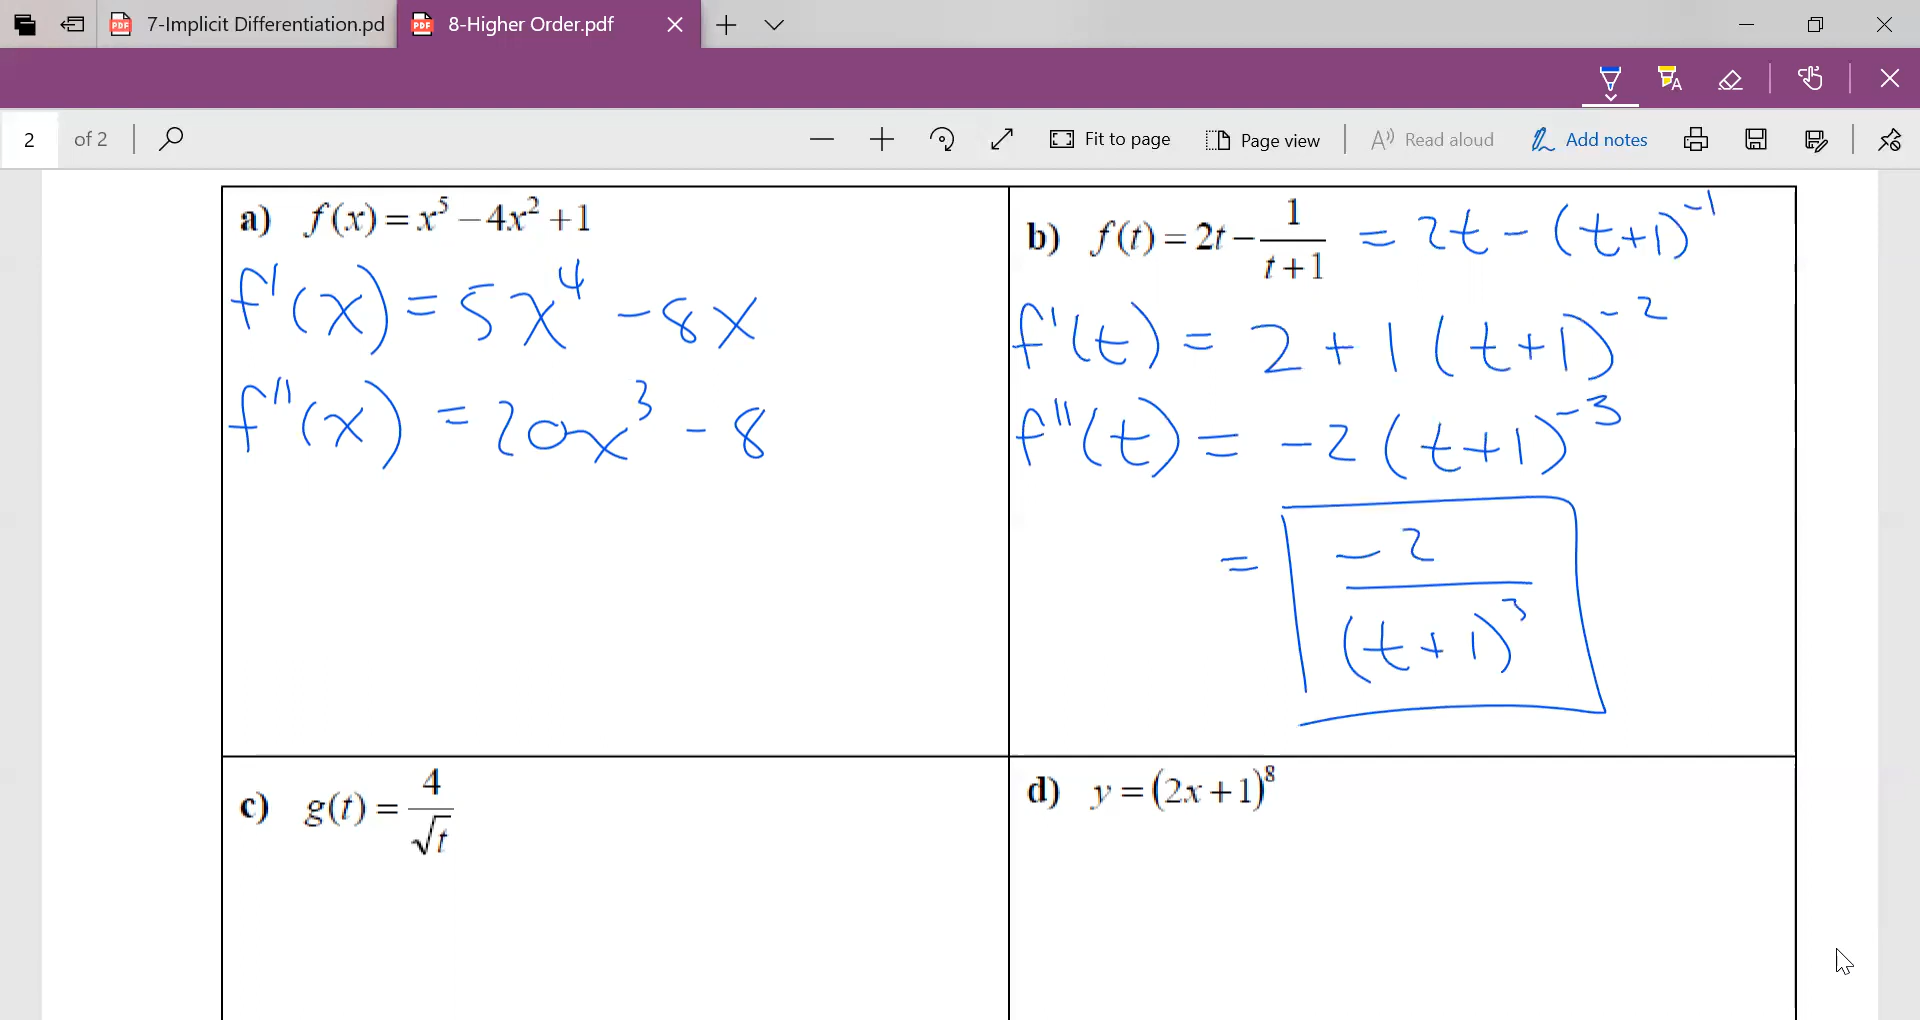 7-Implicit Differentiation.pd
8-Higher Order.pdf
2 of 2
Fit to page
Page view
Read aloud
Add notes
a) f(x) = x⁵ − 4x² + 1
f'(x) = 5x⁴ − 8x
f''(x) = 20x³ − 8
b) f(t) = 2t − 1/(t+1) = 2t − (t+1)⁻¹
f'(t) = 2 + 1(t+1)⁻²
f''(t) = −2(t+1)⁻³
= −2/(t+1)³
c) g(t) = 4/√t
d) y = (2x+1)⁸